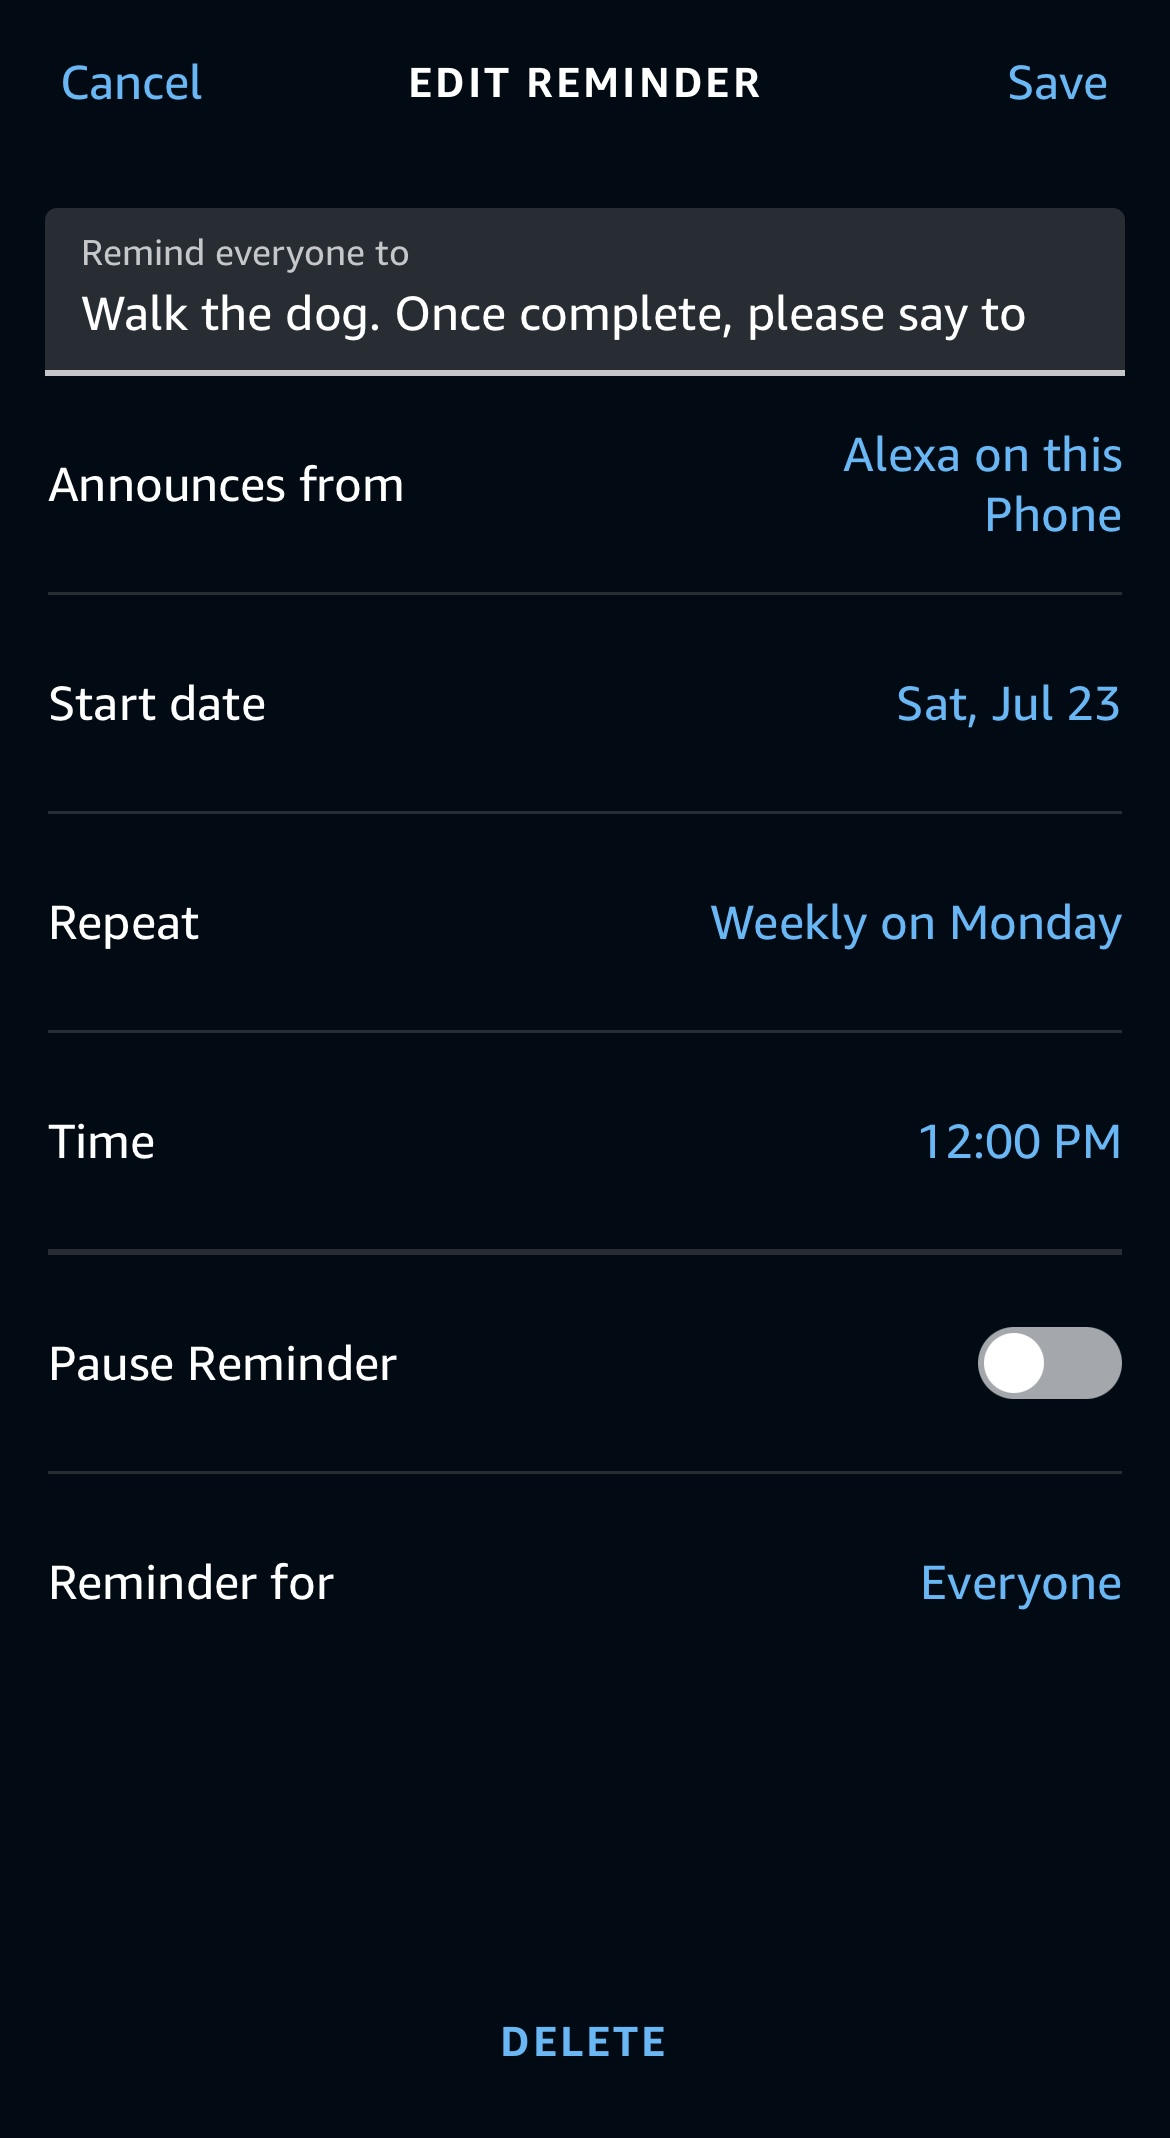 Cancel EDIT REMINDER Save
Remind everyone to
Walk the dog. Once complete, please say to
Announces from Alexa on this
Phone
Start date Sat, Jul 23
Repeat Weekly on Monday
Time 12:00 PM
Pause Reminder
Reminder for Everyone
DELETE